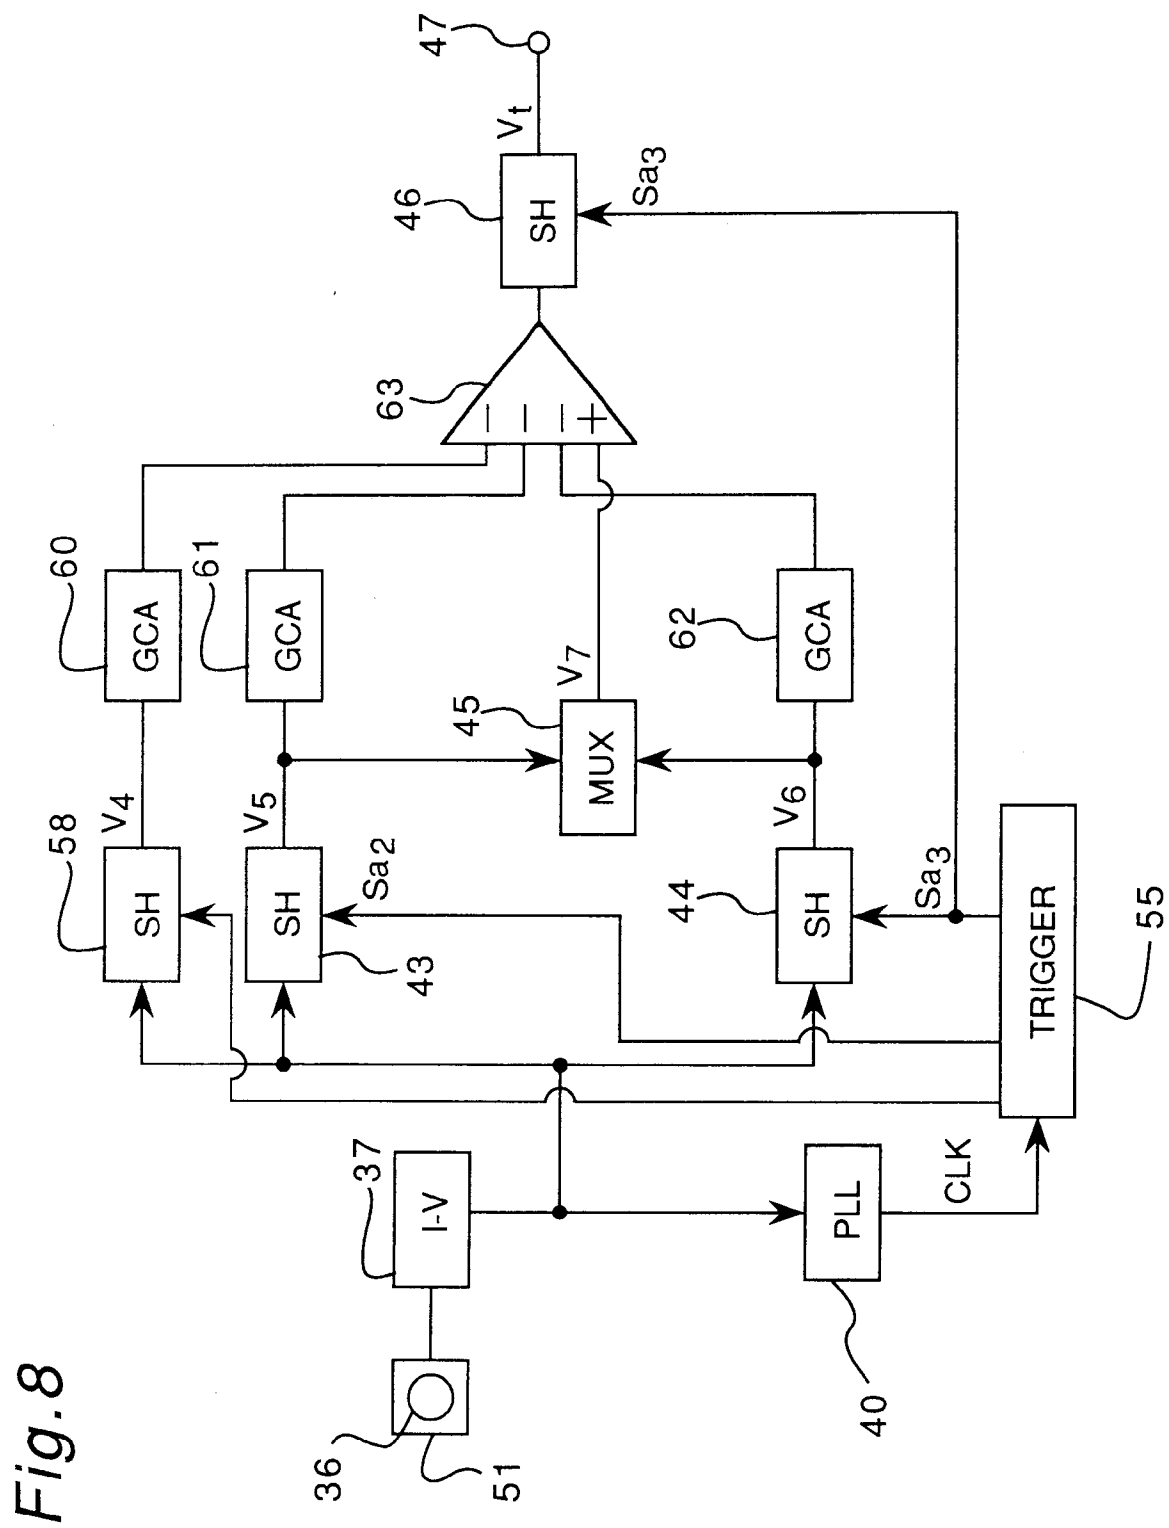 Fig.8
36
51
37
I-V
40
PLL
CLK
55
TRIGGER
58
SH
V4
60
GCA
43
SH
Sa2
V5
61
GCA
44
SH
Sa3
V6
62
GCA
45
MUX
V7
63
−
−
−
+
46
SH
Sa3
Vt
47